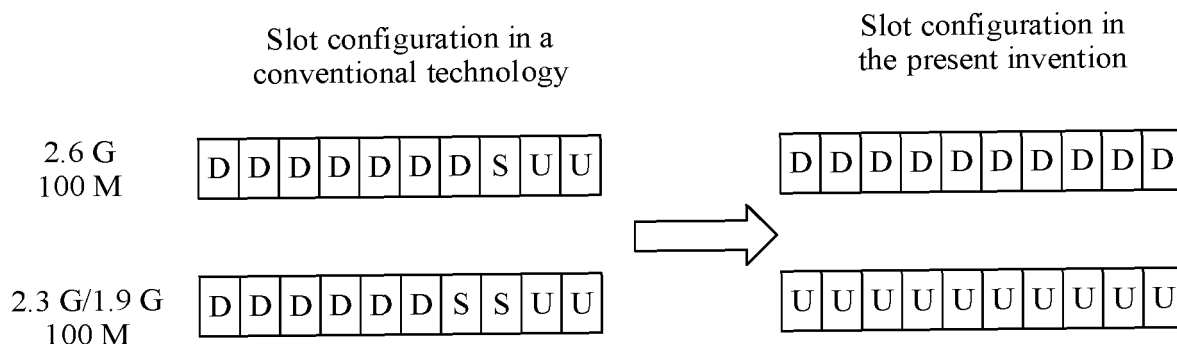 Slot configuration in a
conventional technology
Slot configuration in
the present invention
2.6 G
100 M
D D D D D D D S U U
D D D D D D D D D D
2.3 G/1.9 G
100 M
D D D D D D S S U U
U U U U U U U U U U